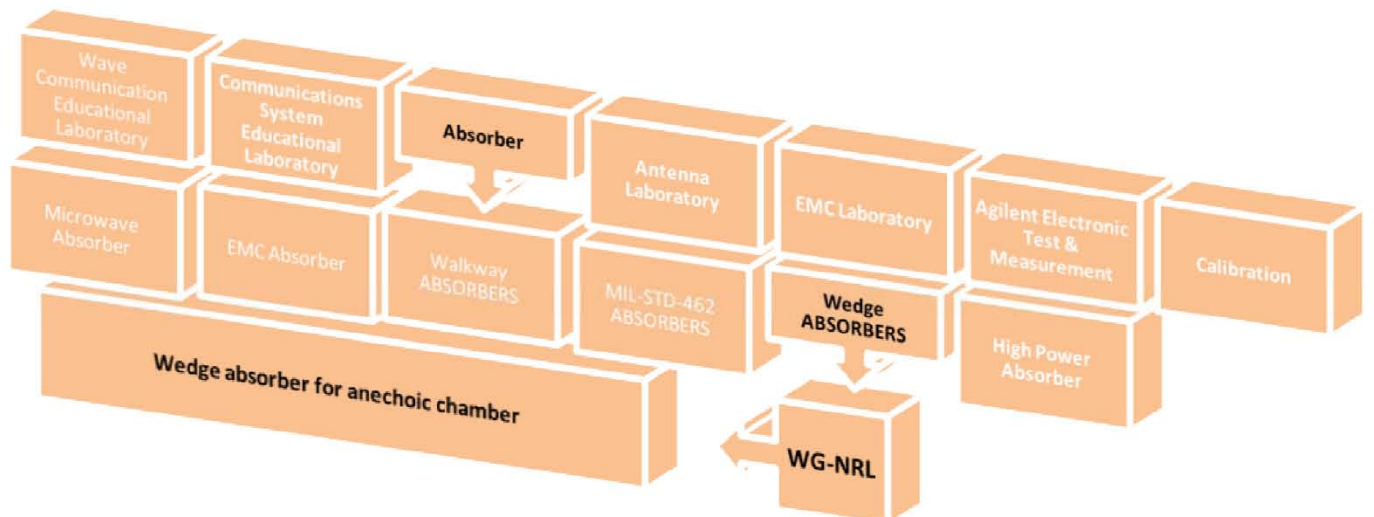 Wave
Communication
Educational
Laboratory
Communications
System
Educational
Laboratory
Absorber
Antenna
Laboratory
EMC Laboratory
Agilent Electronic
Test &
Measurement
Calibration
Microwave
Absorber
EMC Absorber
Walkway
ABSORBERS
MIL-STD-462
ABSORBERS
Wedge
ABSORBERS
High Power
Absorber
Wedge absorber for anechoic chamber
WG-NRL